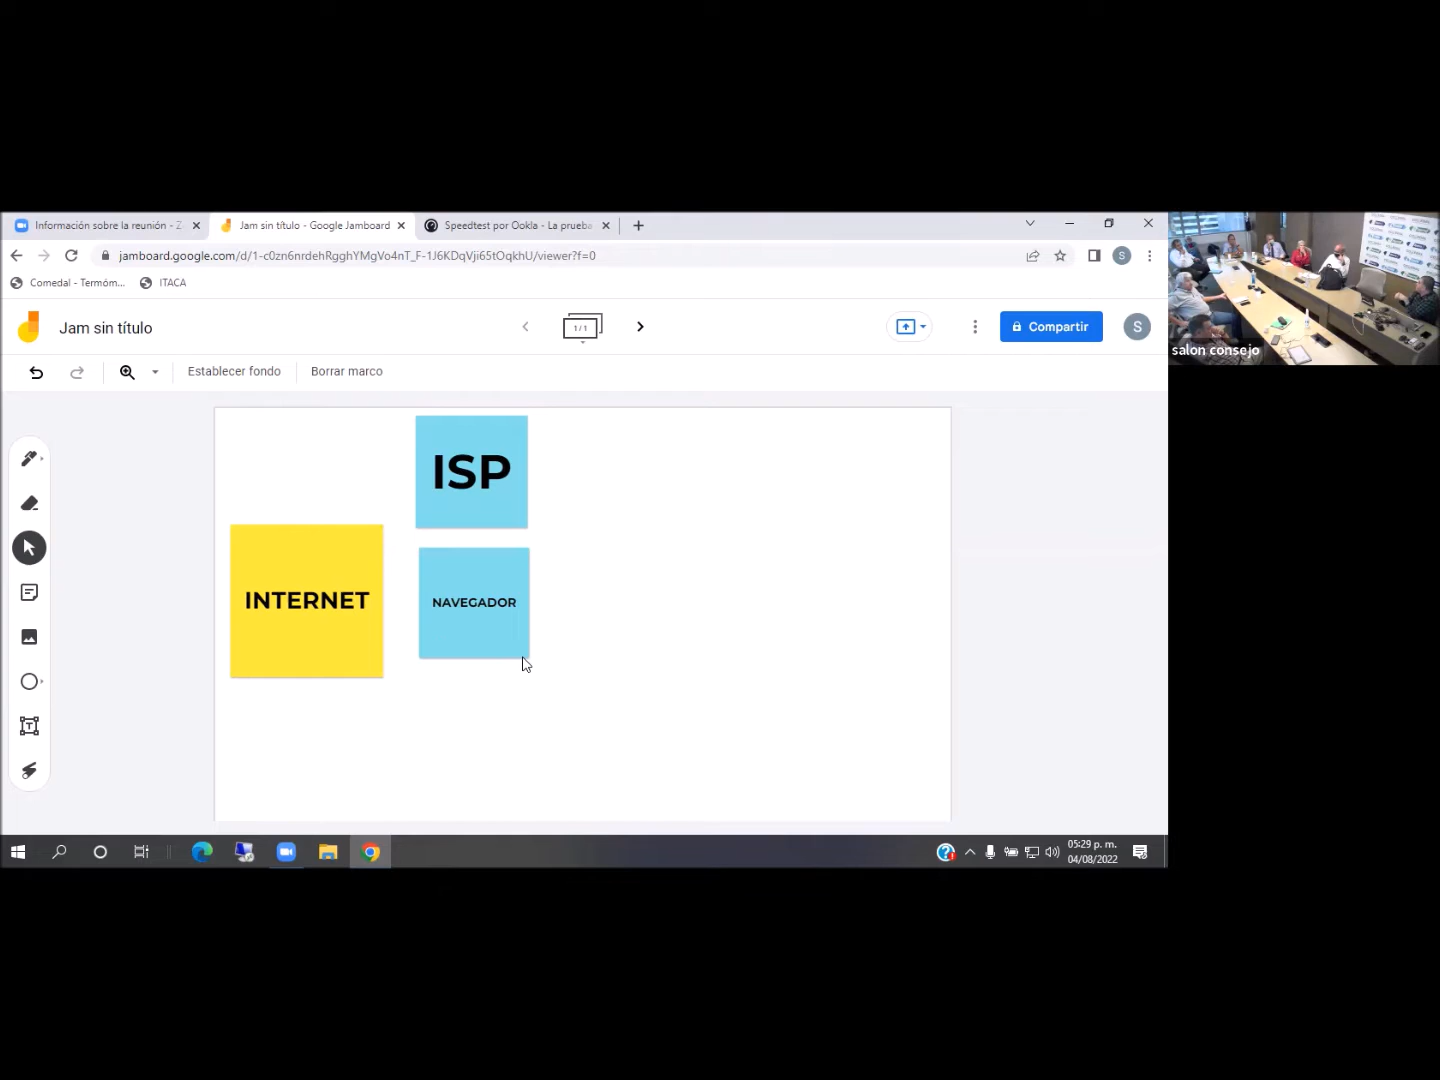 Información sobre la reunión - Z
Jam sin título - Google Jamboard
Speedtest por Ookla - La prueba
jamboard.google.com/d/1-c0zn6nrdehRgghYMgVo4nT_F-1J6KDqVji65tOqkhU/viewer?f=0
S
Comedal - Termóm...
ITACA
Jam sin título
1/1
Compartir
S
Establecer fondo
Borrar marco
salon consejo
ISP
INTERNET
NAVEGADOR
05:29 p. m.
04/08/2022